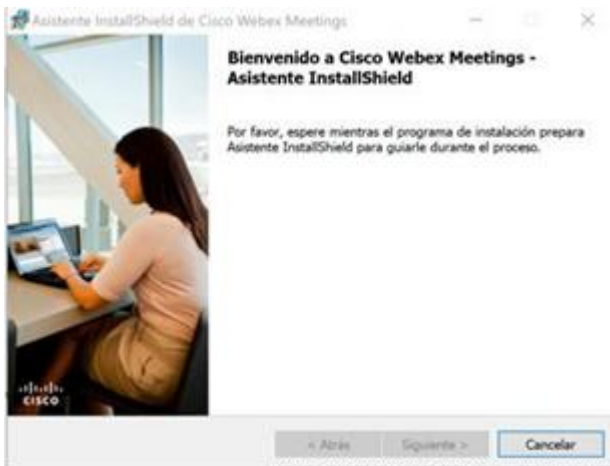 Asistente InstallShield de Cisco Webex Meetings
Bienvenido a Cisco Webex Meetings -
Asistente InstallShield
Por favor, espere mientras el programa de instalación prepara
Asistente InstallShield para guiarle durante el proceso.
CISCO
< Atrás Siguiente > Cancelar